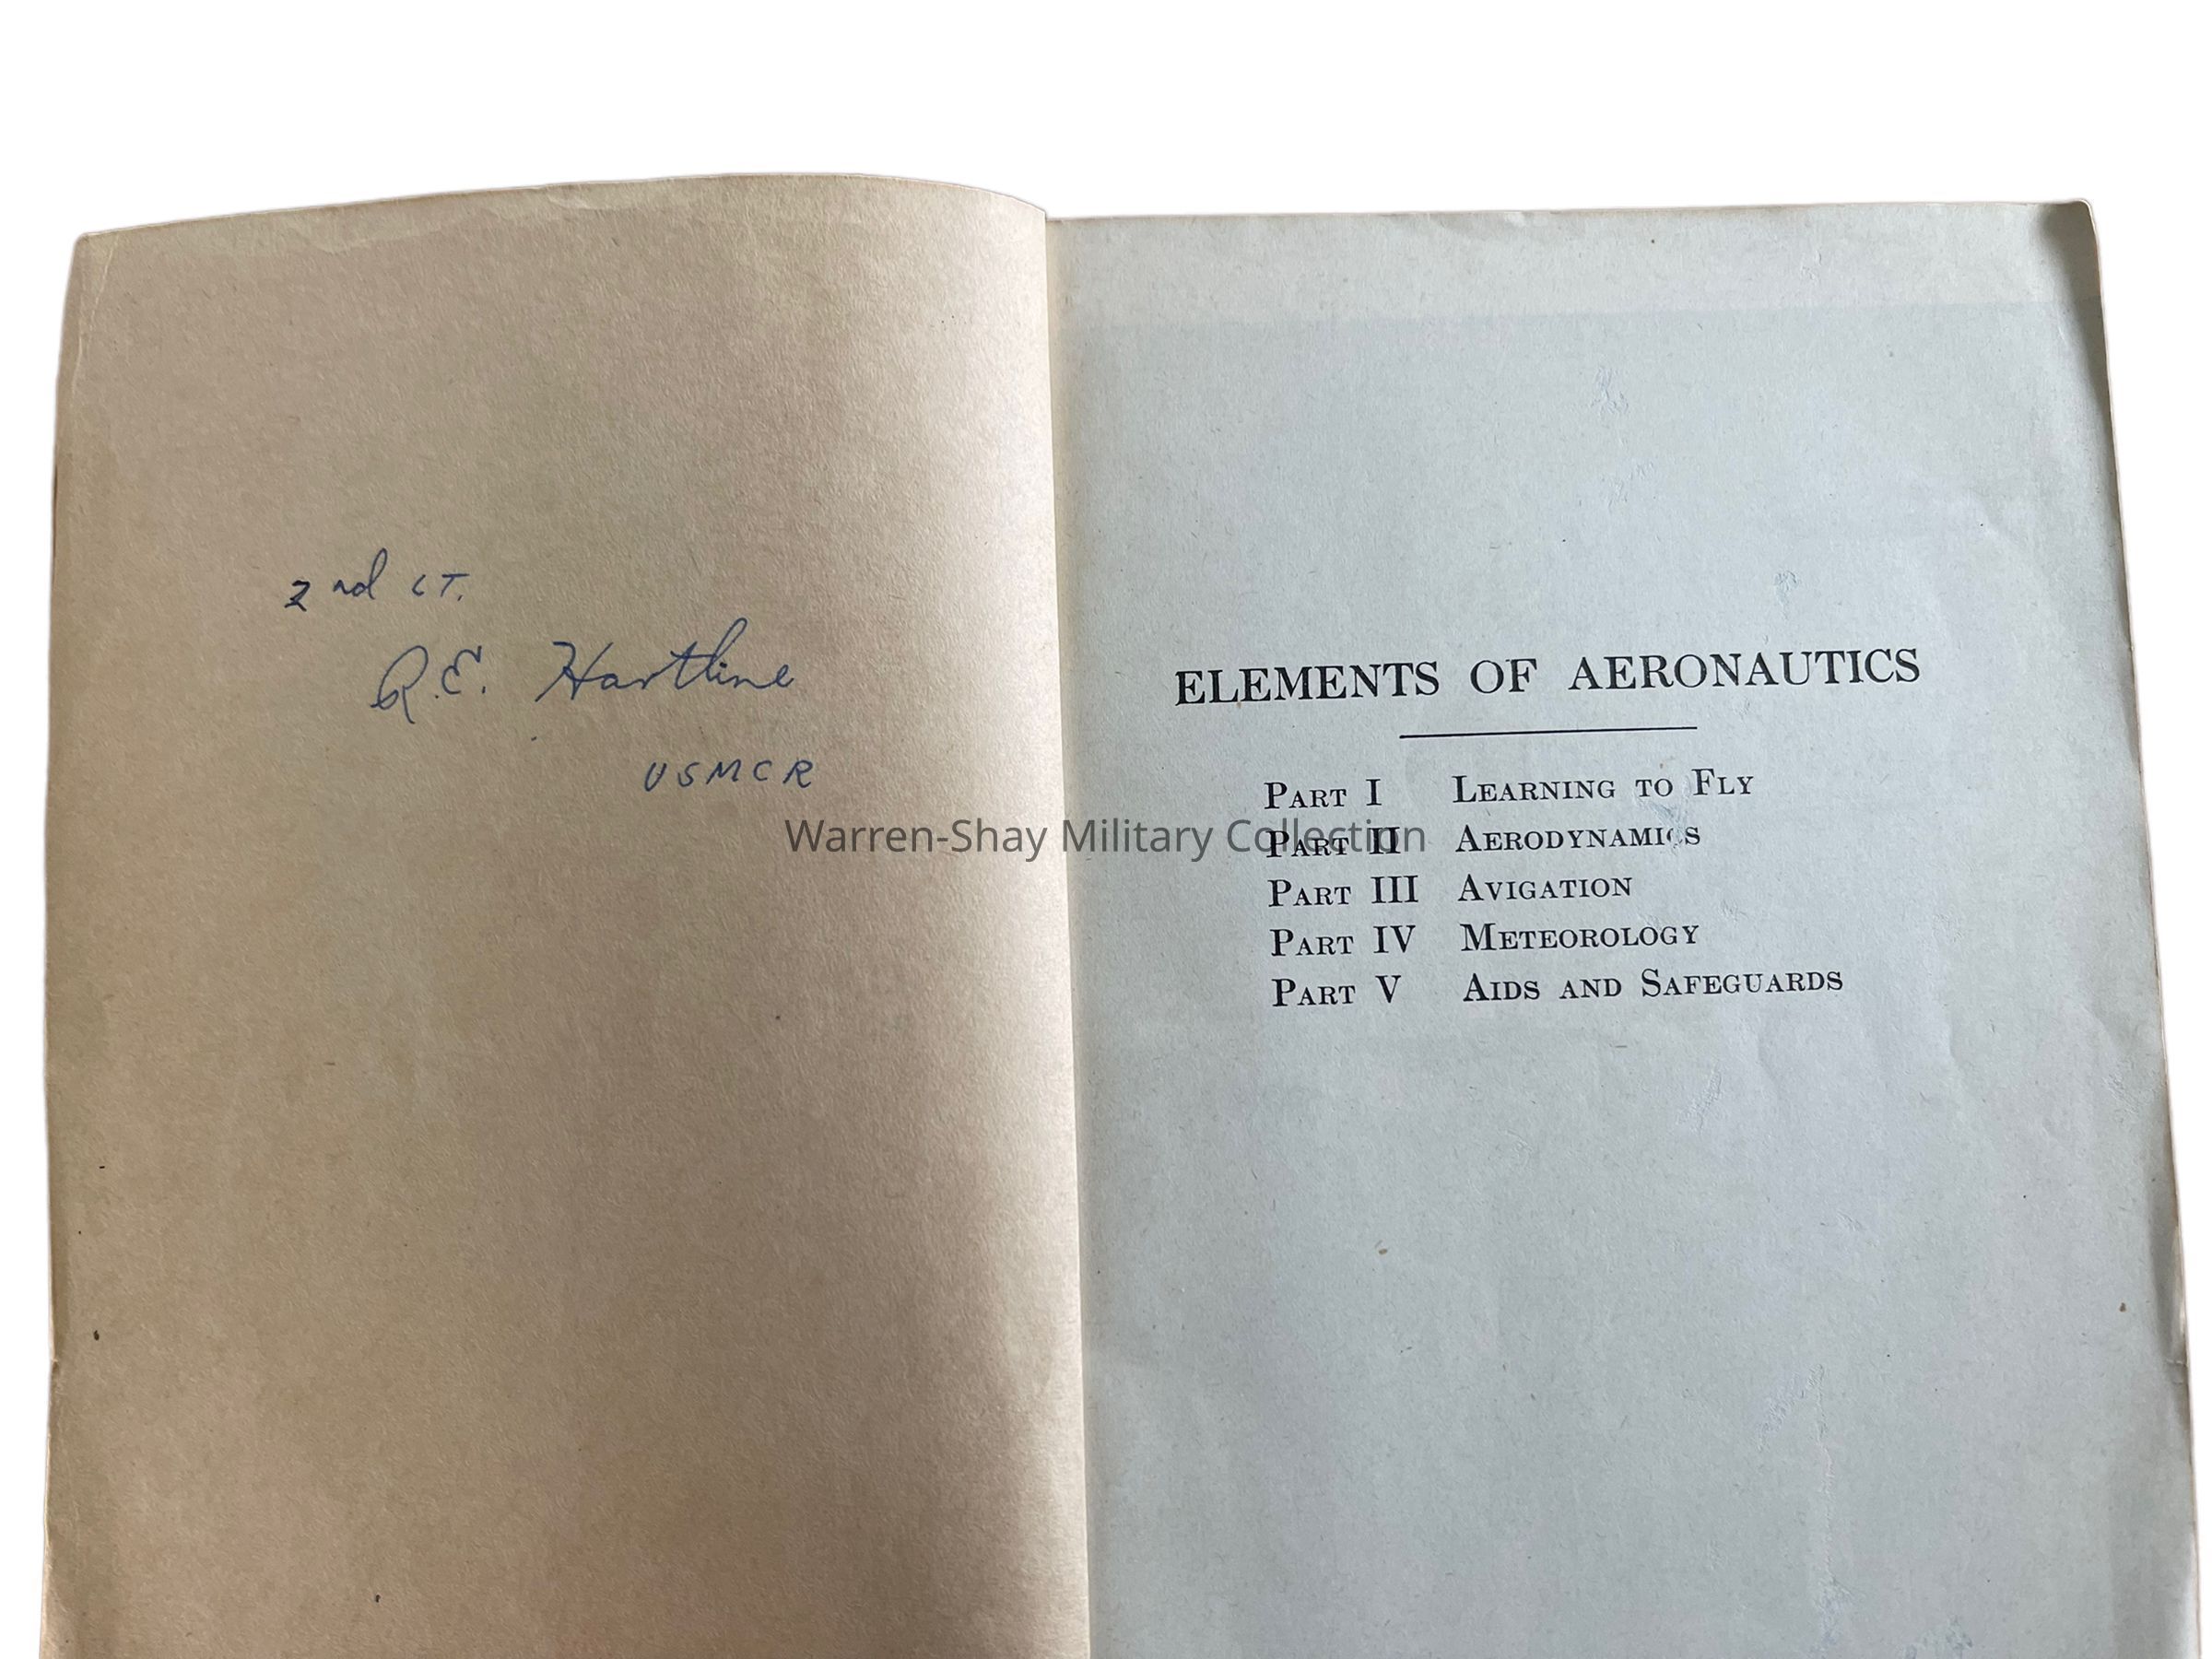 2nd LT.
R.E. Hartline
USMCR
ELEMENTS OF AERONAUTICS
PART I LEARNING TO FLY
PART II AERODYNAMICS
PART III AVIGATION
PART IV METEOROLOGY
PART V AIDS AND SAFEGUARDS
Warren-Shay Military Collection